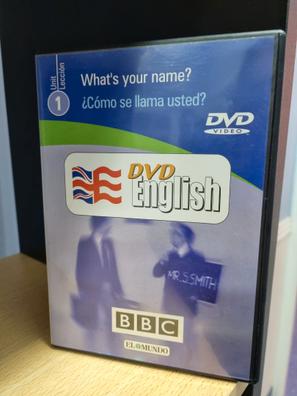 Unit
Lección
1
What's your name?
¿Cómo se llama usted?
DVD
VIDEO
DVD
English
MR.S.SMITH
BBC
EL MUNDO